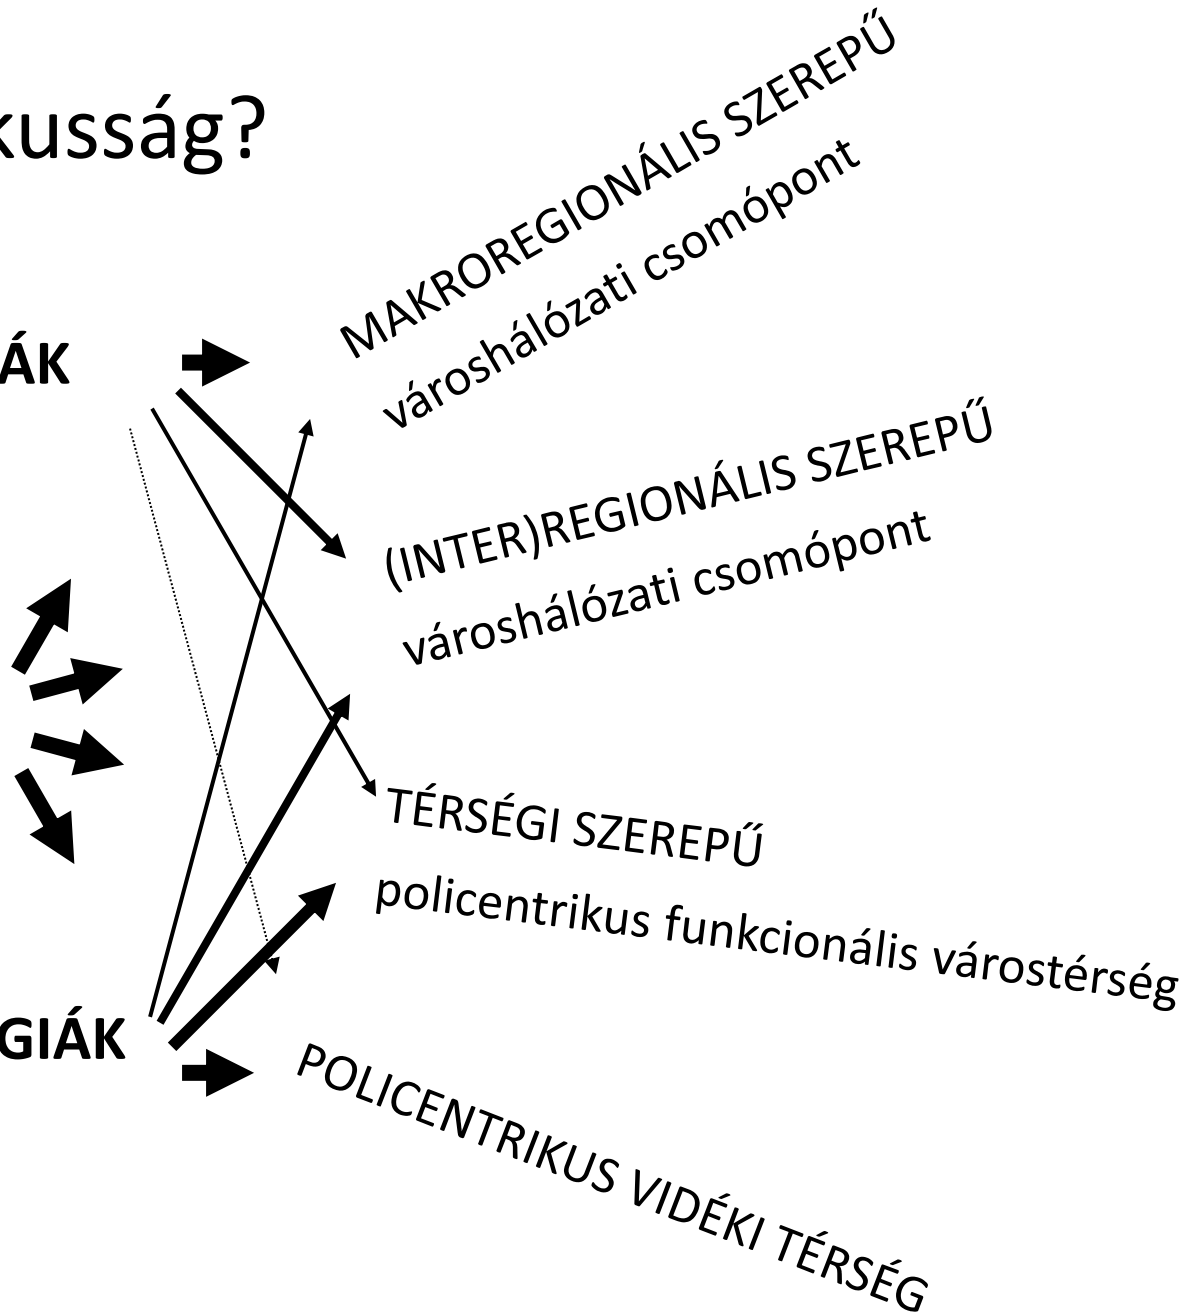 kusság?
MAKROREGIONÁLIS SZEREPŰ
városhálózati csomópont
ÁK
(INTER)REGIONÁLIS SZEREPŰ
városhálózati csomópont
TÉRSÉGI SZEREPŰ
policentrikus funkcionális várostérség
GIÁK
POLICENTRIKUS VIDÉKI TÉRSÉG